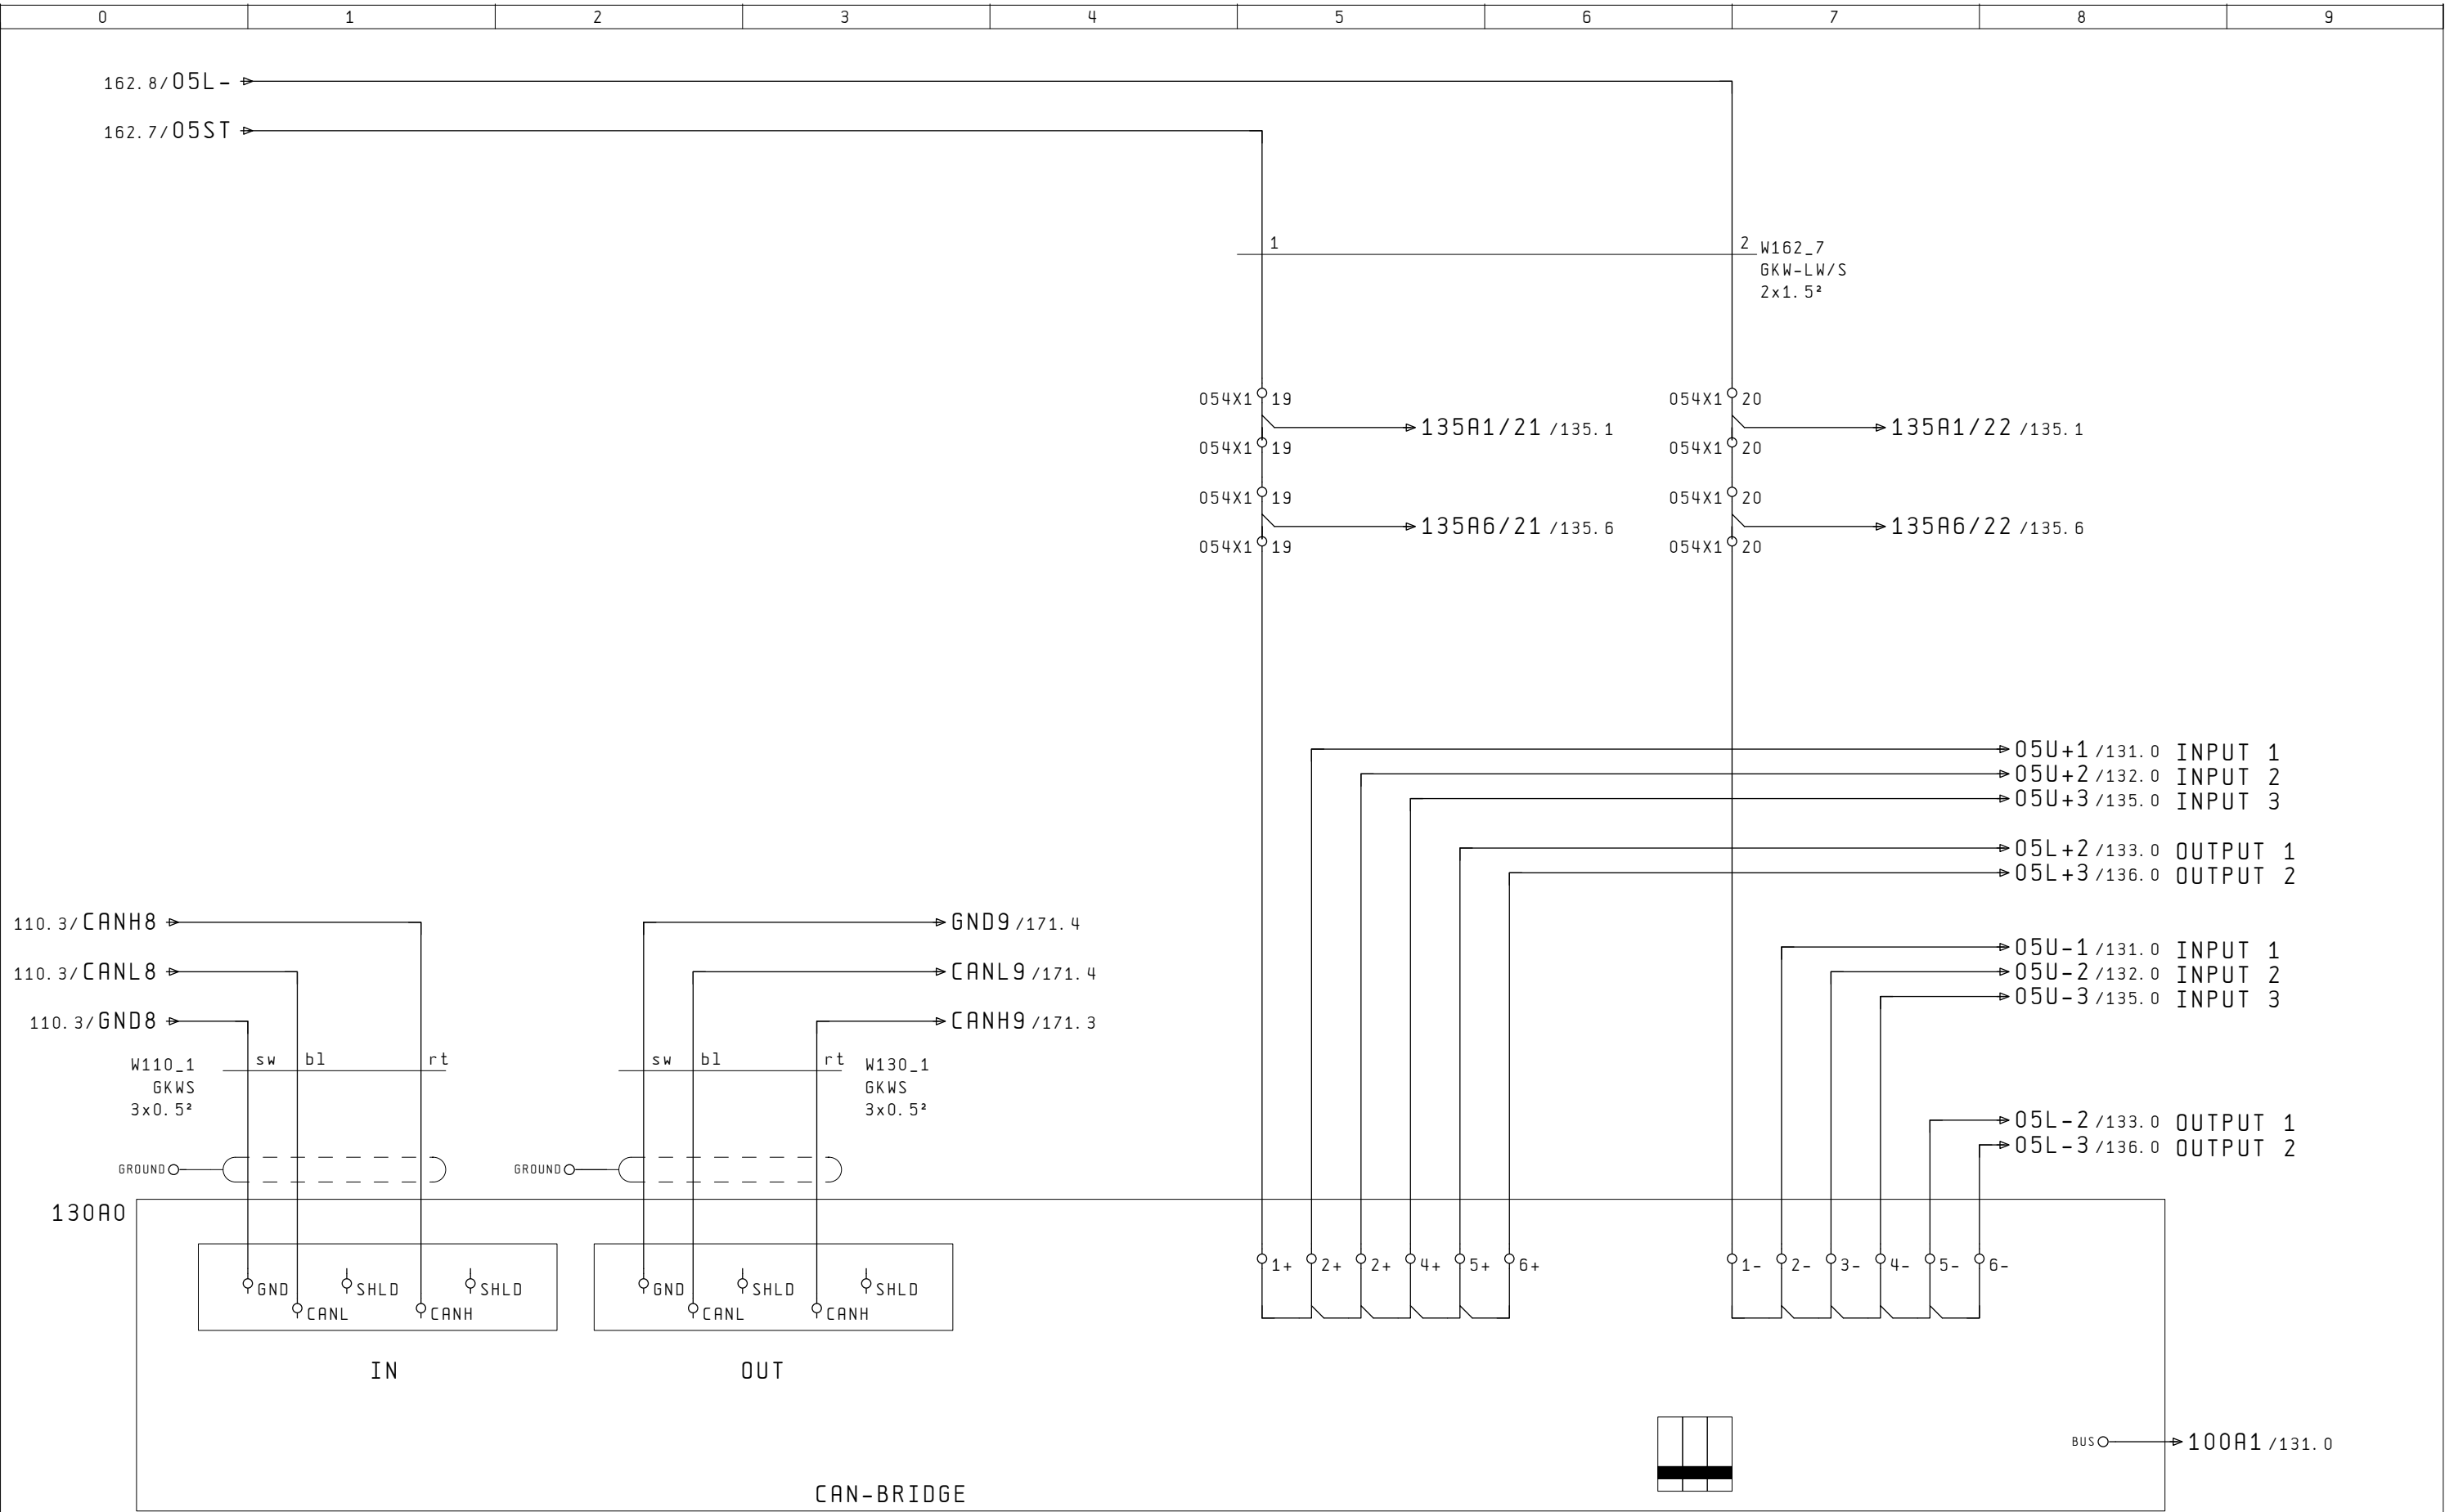 0 1 2 3 4 5 6 7 8 9
162.8/05L-
162.7/05ST
1 2 W162_7
GKW-LW/S
2x1.5²
054X1 19 054X1 20
135A1/21 /135.1 135A1/22 /135.1
054X1 19 054X1 20
054X1 19 054X1 20
135A6/21 /135.6 135A6/22 /135.6
054X1 19 054X1 20
05U+1 /131.0 INPUT 1
05U+2 /132.0 INPUT 2
05U+3 /135.0 INPUT 3
05L+2 /133.0 OUTPUT 1
05L+3 /136.0 OUTPUT 2
110.3/CANH8 GND9 /171.4
05U-1 /131.0 INPUT 1
110.3/CANL8 CANL9 /171.4 05U-2 /132.0 INPUT 2
05U-3 /135.0 INPUT 3
110.3/GND8 CANH9 /171.3
W110_1 sw bl rt sw bl rt W130_1
GKWS GKWS
3x0.5² 3x0.5²
05L-2 /133.0 OUTPUT 1
05L-3 /136.0 OUTPUT 2
GROUND GROUND
130A0
1+ 2+ 2+ 4+ 5+ 6+ 1- 2- 3- 4- 5- 6-
GND SHLD SHLD GND SHLD SHLD
CANL CANH CANL CANH
IN OUT
BUS 100A1 /131.0
CAN-BRIDGE